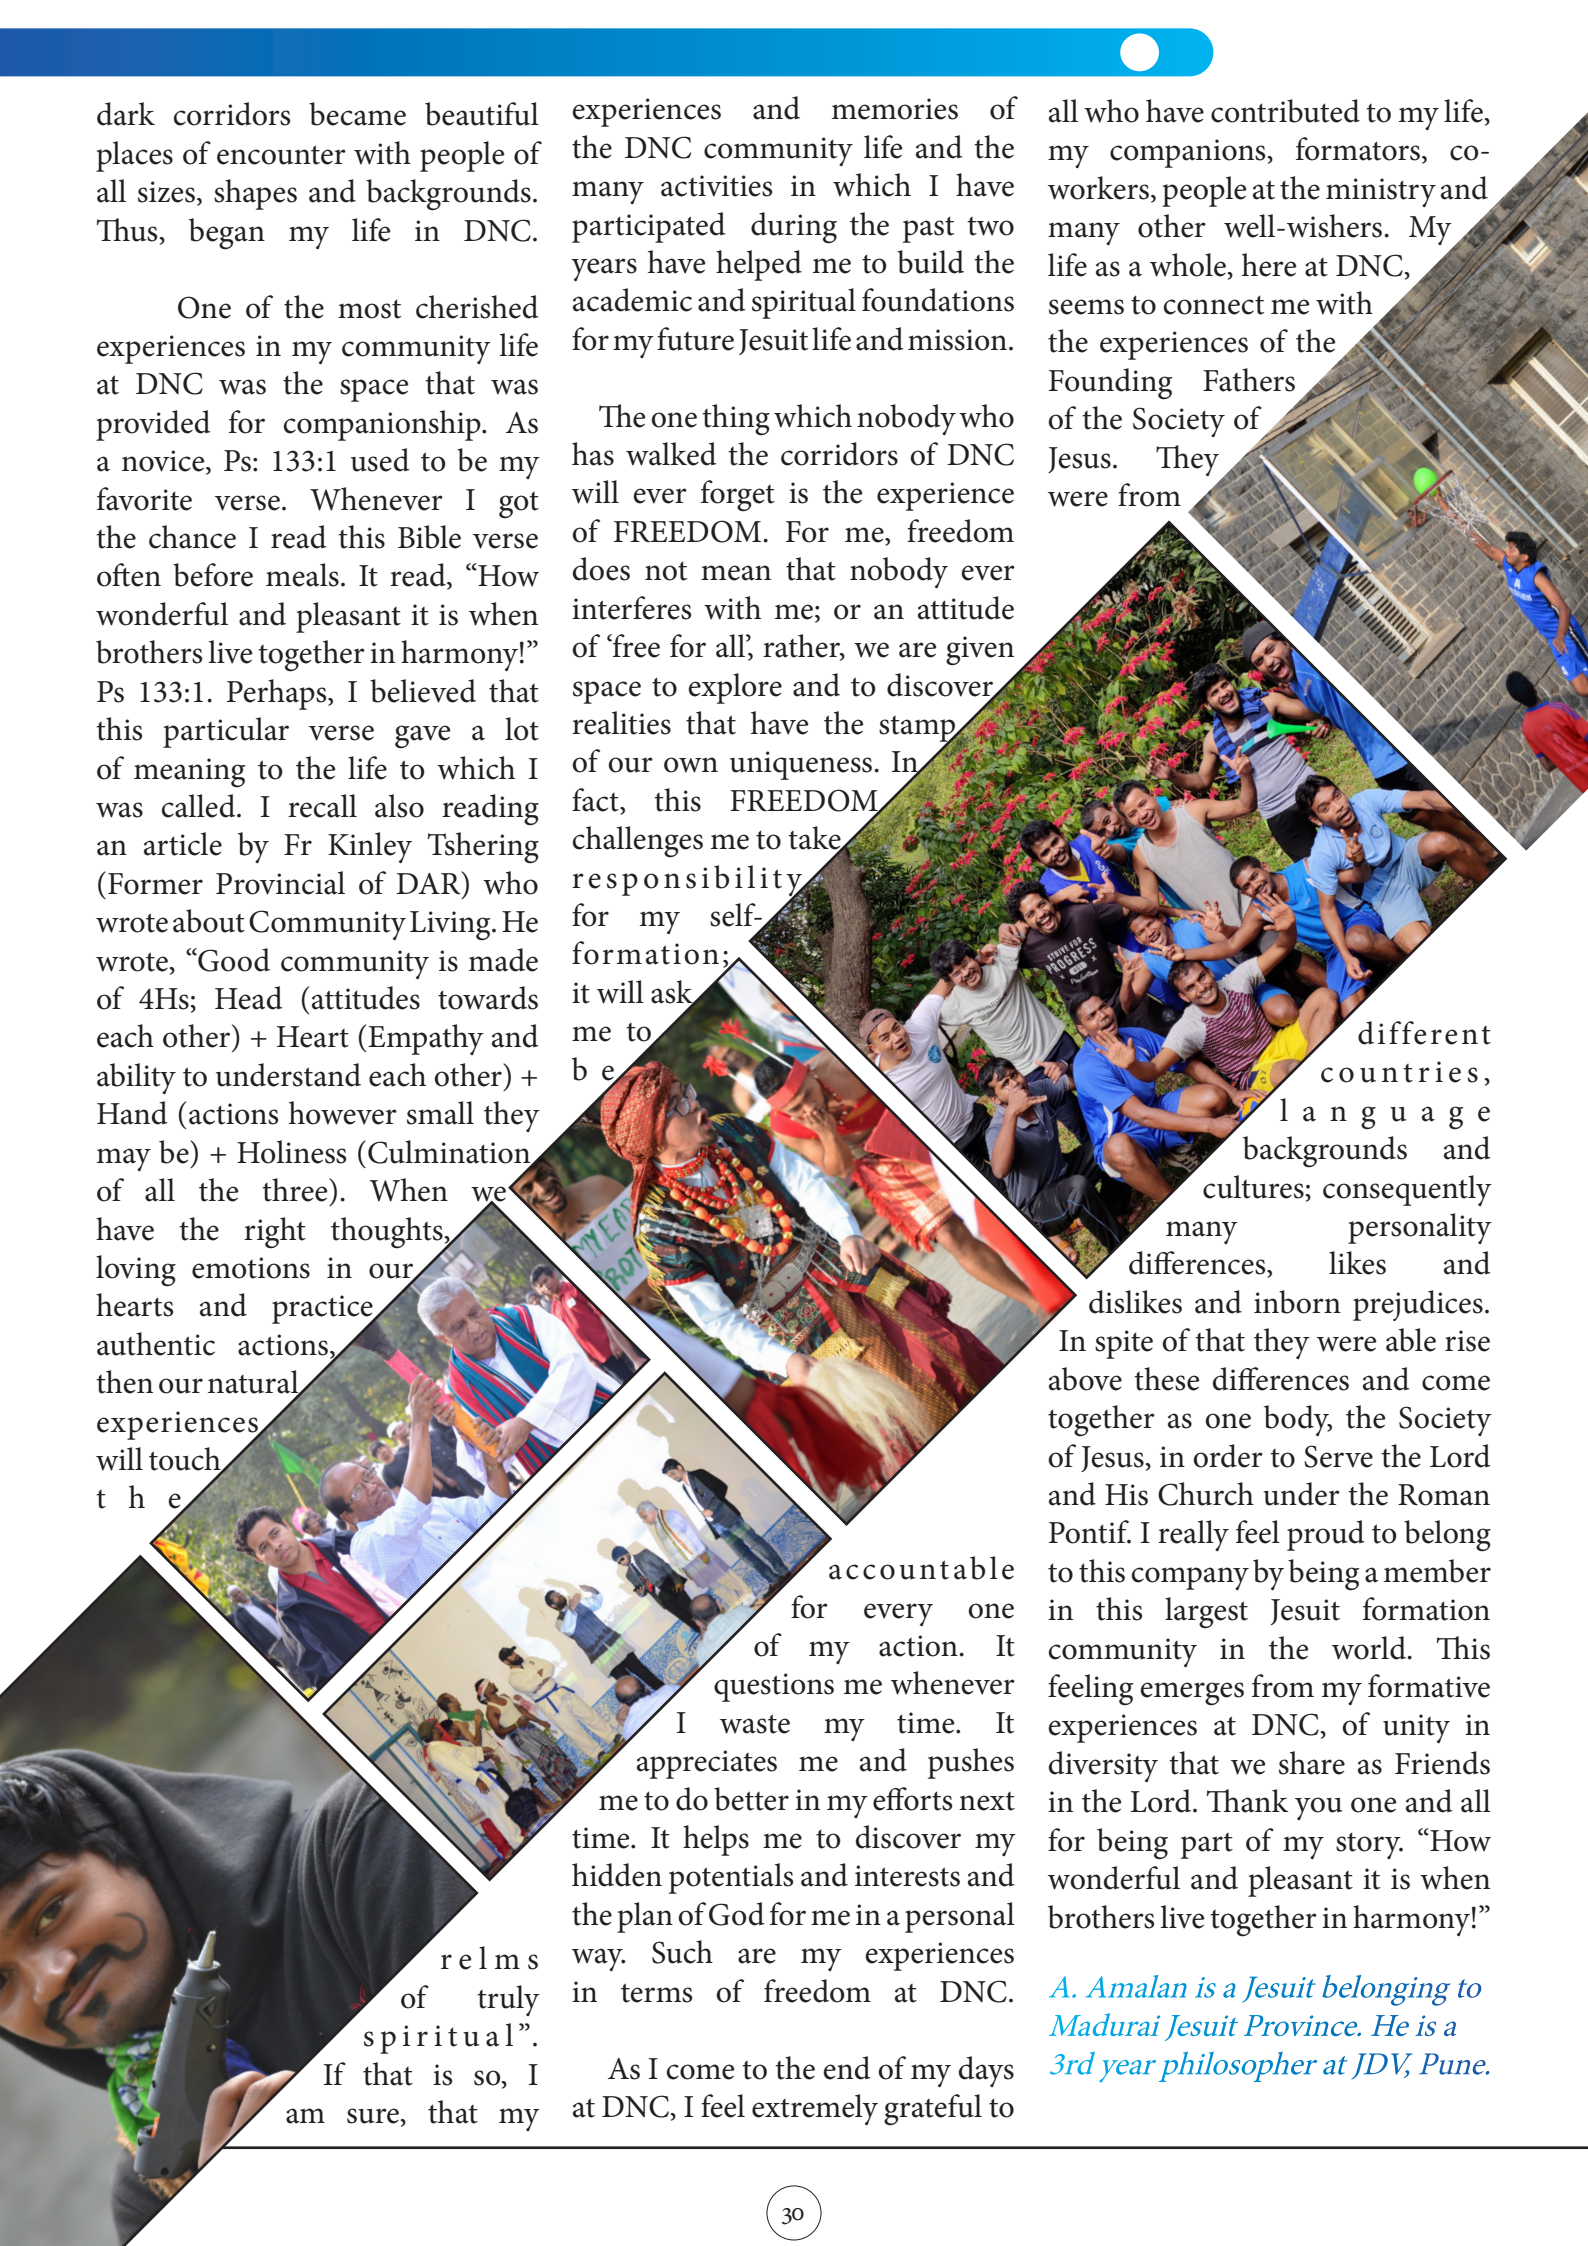 dark corridors became beautiful
places of encounter with people of
all sizes, shapes and backgrounds.
Thus, began my life in DNC.
One of the most cherished
experiences in my community life
at DNC was the space that was
provided for companionship. As
a novice, Ps: 133:1 used to be my
favorite verse. Whenever I got
the chance I read this Bible verse
often before meals. It read, “How
wonderful and pleasant it is when
brothers live together in harmony!”
Ps 133:1. Perhaps, I believed that
this particular verse gave a lot
of meaning to the life to which I
was called. I recall also reading
an article by Fr Kinley Tshering
(Former Provincial of DAR) who
wrote about Community Living. He
wrote, “Good community is made
of 4Hs; Head (attitudes towards
each other) + Heart (Empathy and
ability to understand each other) +
Hand (actions however small they
may be) + Holiness (Culmination
of all the three). When we
have the right thoughts,
loving emotions in our
hearts and practice
authentic actions,
then our natural
experiences
will touch
the
relms
of truly
spiritual”.
If that is so, I
am sure, that my
experiences and memories of
the DNC community life and the
many activities in which I have
participated during the past two
years have helped me to build the
academic and spiritual foundations
for my future Jesuit life and mission.
The one thing which nobody who
has walked the corridors of DNC
will ever forget is the experience
of FREEDOM. For me, freedom
does not mean that nobody ever
interferes with me; or an attitude
of ‘free for all’, rather, we are given
space to explore and to discover
realities that have the stamp
of our own uniqueness. In
fact, this FREEDOM
challenges me to take
responsibility
for my self-
formation;
it will ask
me to
be
accountable
for every one
of my action. It
questions me whenever
I waste my time. It
appreciates me and pushes
me to do better in my efforts next
time. It helps me to discover my
hidden potentials and interests and
the plan of God for me in a personal
way. Such are my experiences
in terms of freedom at DNC.
As I come to the end of my days
at DNC, I feel extremely grateful to
all who have contributed to my life,
my companions, formators, co-
workers, people at the ministry and
many other well-wishers. My
life as a whole, here at DNC,
seems to connect me with
the experiences of the
Founding Fathers
of the Society of
Jesus. They
were from
different
countries,
language
backgrounds and
cultures; consequently
many personality
differences, likes and
dislikes and inborn prejudices.
In spite of that they were able rise
above these differences and come
together as one body, the Society
of Jesus, in order to Serve the Lord
and His Church under the Roman
Pontif. I really feel proud to belong
to this company by being a member
in this largest Jesuit formation
community in the world. This
feeling emerges from my formative
experiences at DNC, of unity in
diversity that we share as Friends
in the Lord. Thank you one and all
for being part of my story. “How
wonderful and pleasant it is when
brothers live together in harmony!”
A. Amalan is a Jesuit belonging to
Madurai Jesuit Province. He is a
3rd year philosopher at JDV, Pune.
STRIVE FOR
PROGRESS
NOT
Perfection
30